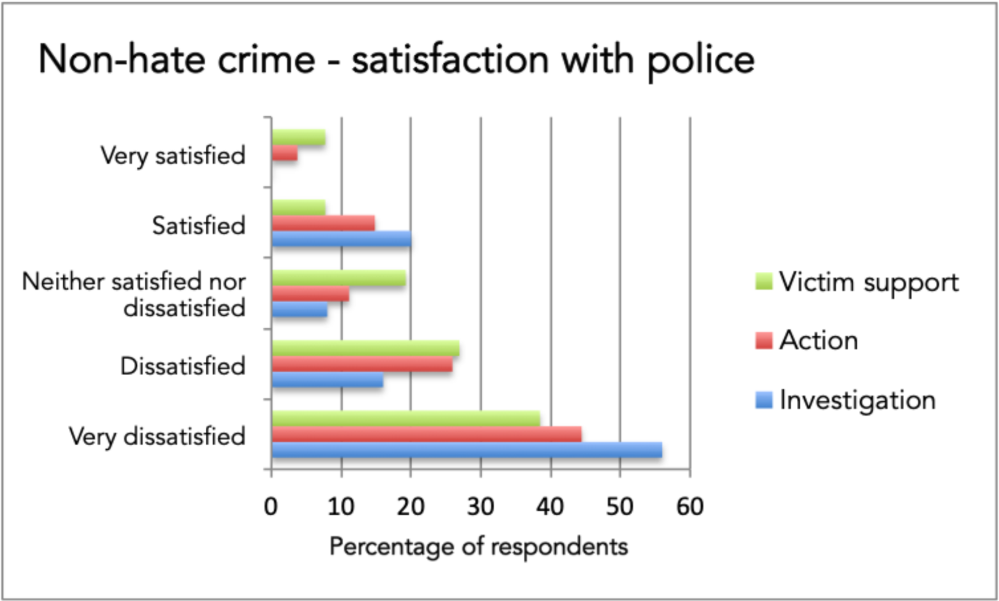 Non-hate crime - satisfaction with police
Very satisfied
Satisfied
Neither satisfied nor
dissatisfied
Dissatisfied
Very dissatisfied
0 10 20 30 40 50 60
Percentage of respondents
Victim support
Action
Investigation